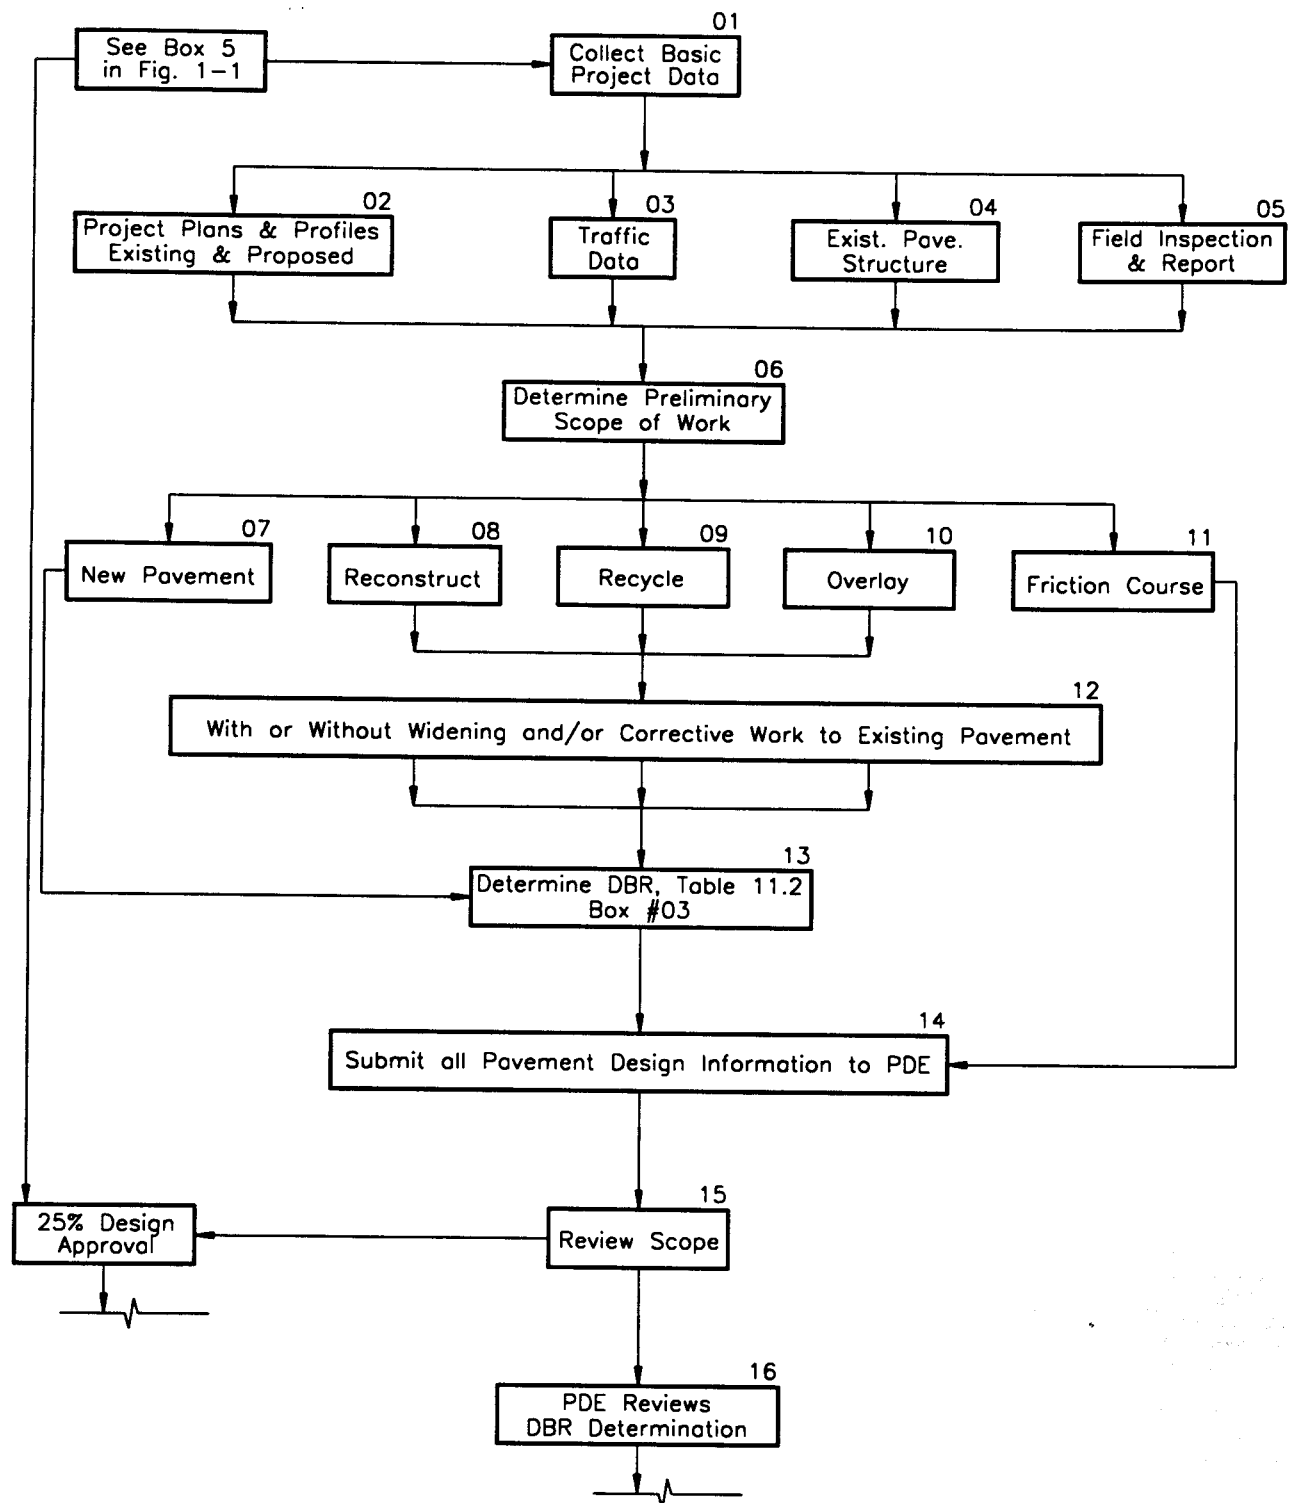 See Box 5
in Fig. 1-1
01
Collect Basic
Project Data
02
Project Plans & Profiles
Existing & Proposed
03
Traffic
Data
04
Exist. Pave.
Structure
05
Field Inspection
& Report
06
Determine Preliminary
Scope of Work
07
New Pavement
08
Reconstruct
09
Recycle
10
Overlay
11
Friction Course
12
With or Without Widening and/or Corrective Work to Existing Pavement
13
Determine DBR, Table 11.2
Box #03
14
Submit all Pavement Design Information to PDE
25% Design
Approval
15
Review Scope
16
PDE Reviews
DBR Determination